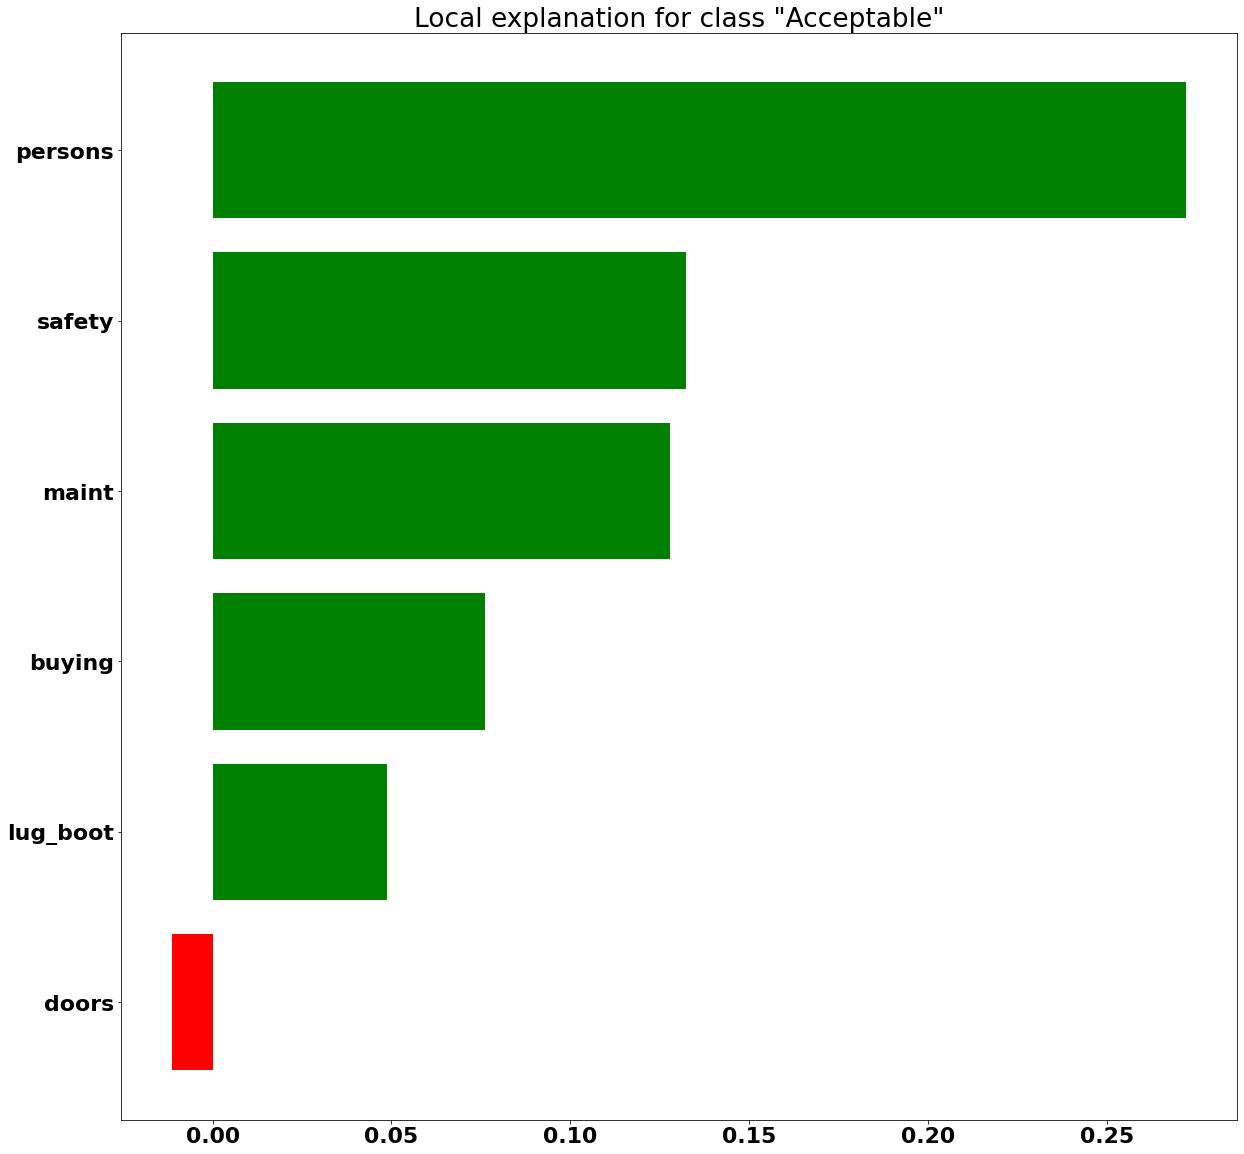 Local explanation for class "Acceptable"
persons
safety
maint
buying
lug_boot
doors
0.00 0.05 0.10 0.15 0.20 0.25